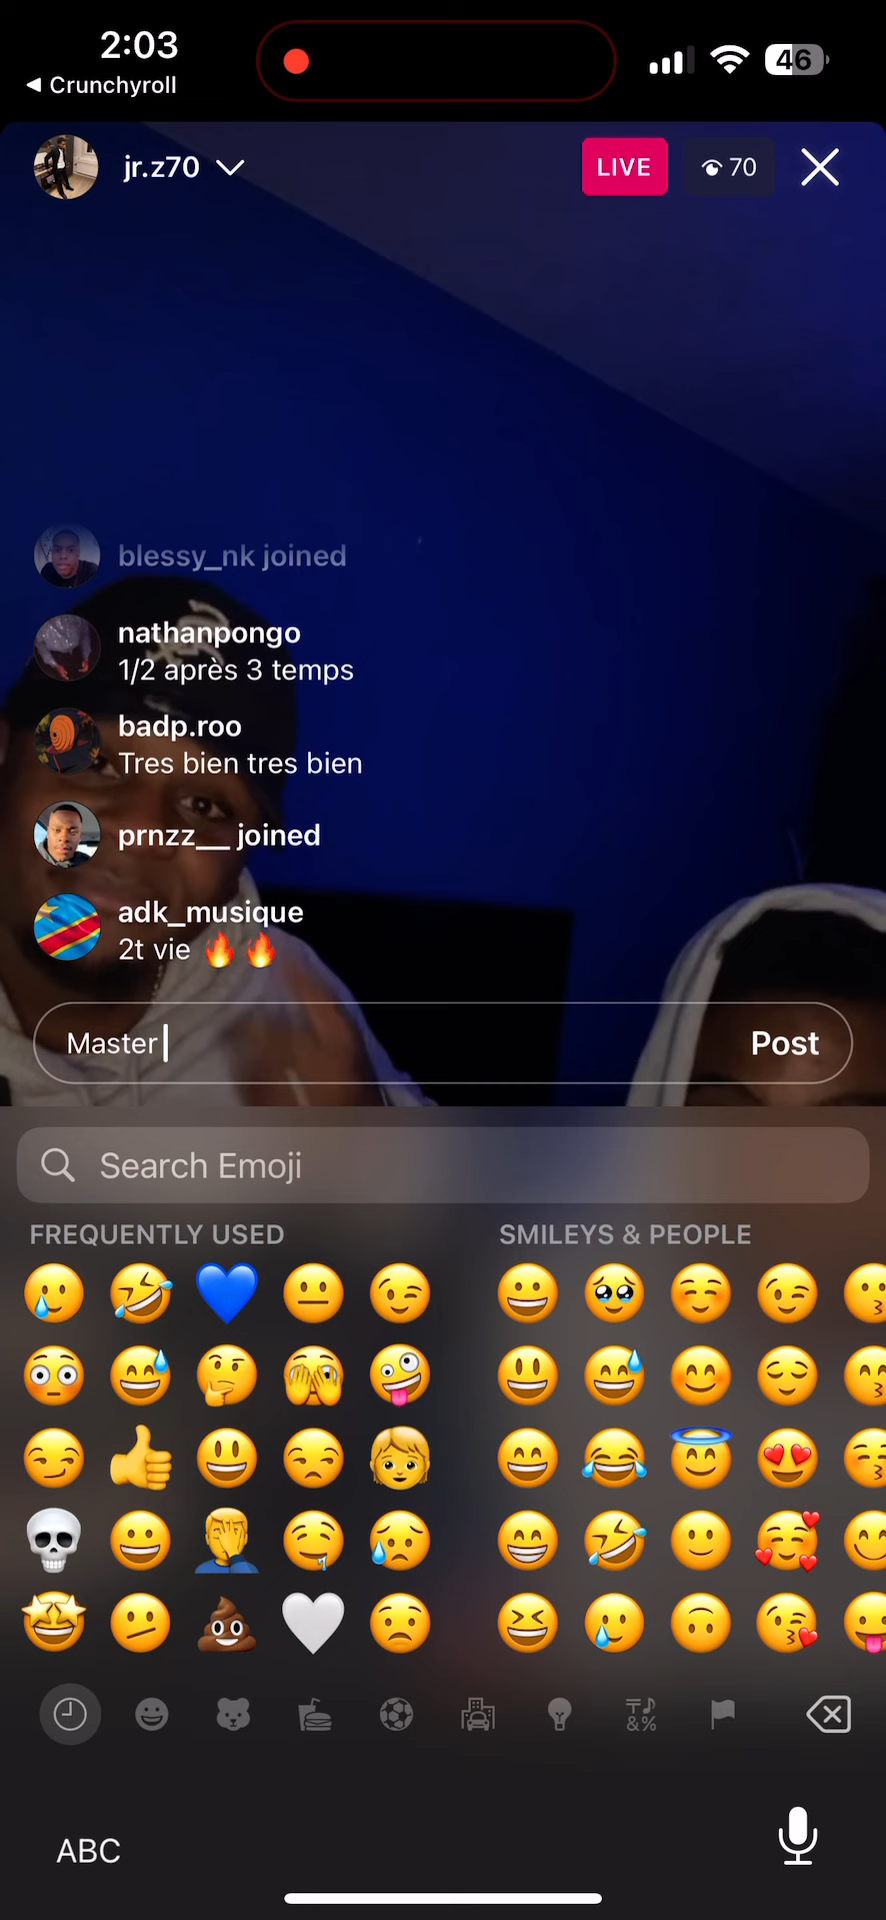 2:03
46
◀ Crunchyroll
jr.z70
LIVE
70
blessy_nk joined
nathanpongo
1/2 après 3 temps
badp.roo
Tres bien tres bien
prnzz__ joined
adk_musique
2t vie 🔥🔥
Master
Post
Search Emoji
FREQUENTLY USED
SMILEYS & PEOPLE
ABC